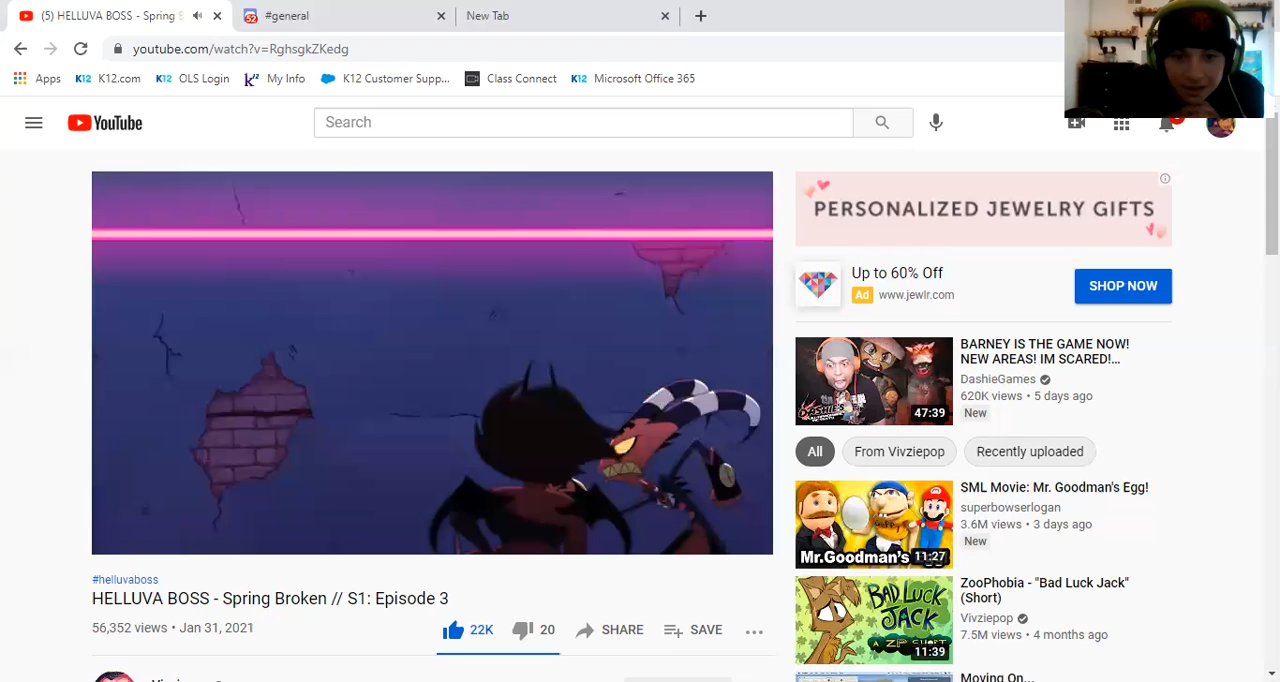 (5) HELLUVA BOSS - Spring B
#general
New Tab
youtube.com/watch?v=RghsgkZKedg
Apps
K12 K12.com
K12 OLS Login
k12 My Info
K12 Customer Supp...
Class Connect
K12 Microsoft Office 365
YouTube
Search
PERSONALIZED JEWELRY GIFTS
Up to 60% Off
Ad www.jewlr.com
SHOP NOW
BARNEY IS THE GAME NOW!
NEW AREAS! IM SCARED!...
DashieGames
620K views • 5 days ago
New
47:39
All
From Vivziepop
Recently uploaded
SML Movie: Mr. Goodman's Egg!
superbowserlogan
3.6M views • 3 days ago
New
Mr.Goodman's
11:27
#helluvaboss
HELLUVA BOSS - Spring Broken // S1: Episode 3
56,352 views • Jan 31, 2021
22K
20
SHARE
SAVE
ZooPhobia - "Bad Luck Jack"
(Short)
Vivziepop
7.5M views • 4 months ago
BAD LUCK
JACK
A ZP SHORT
11:39
Moving On...